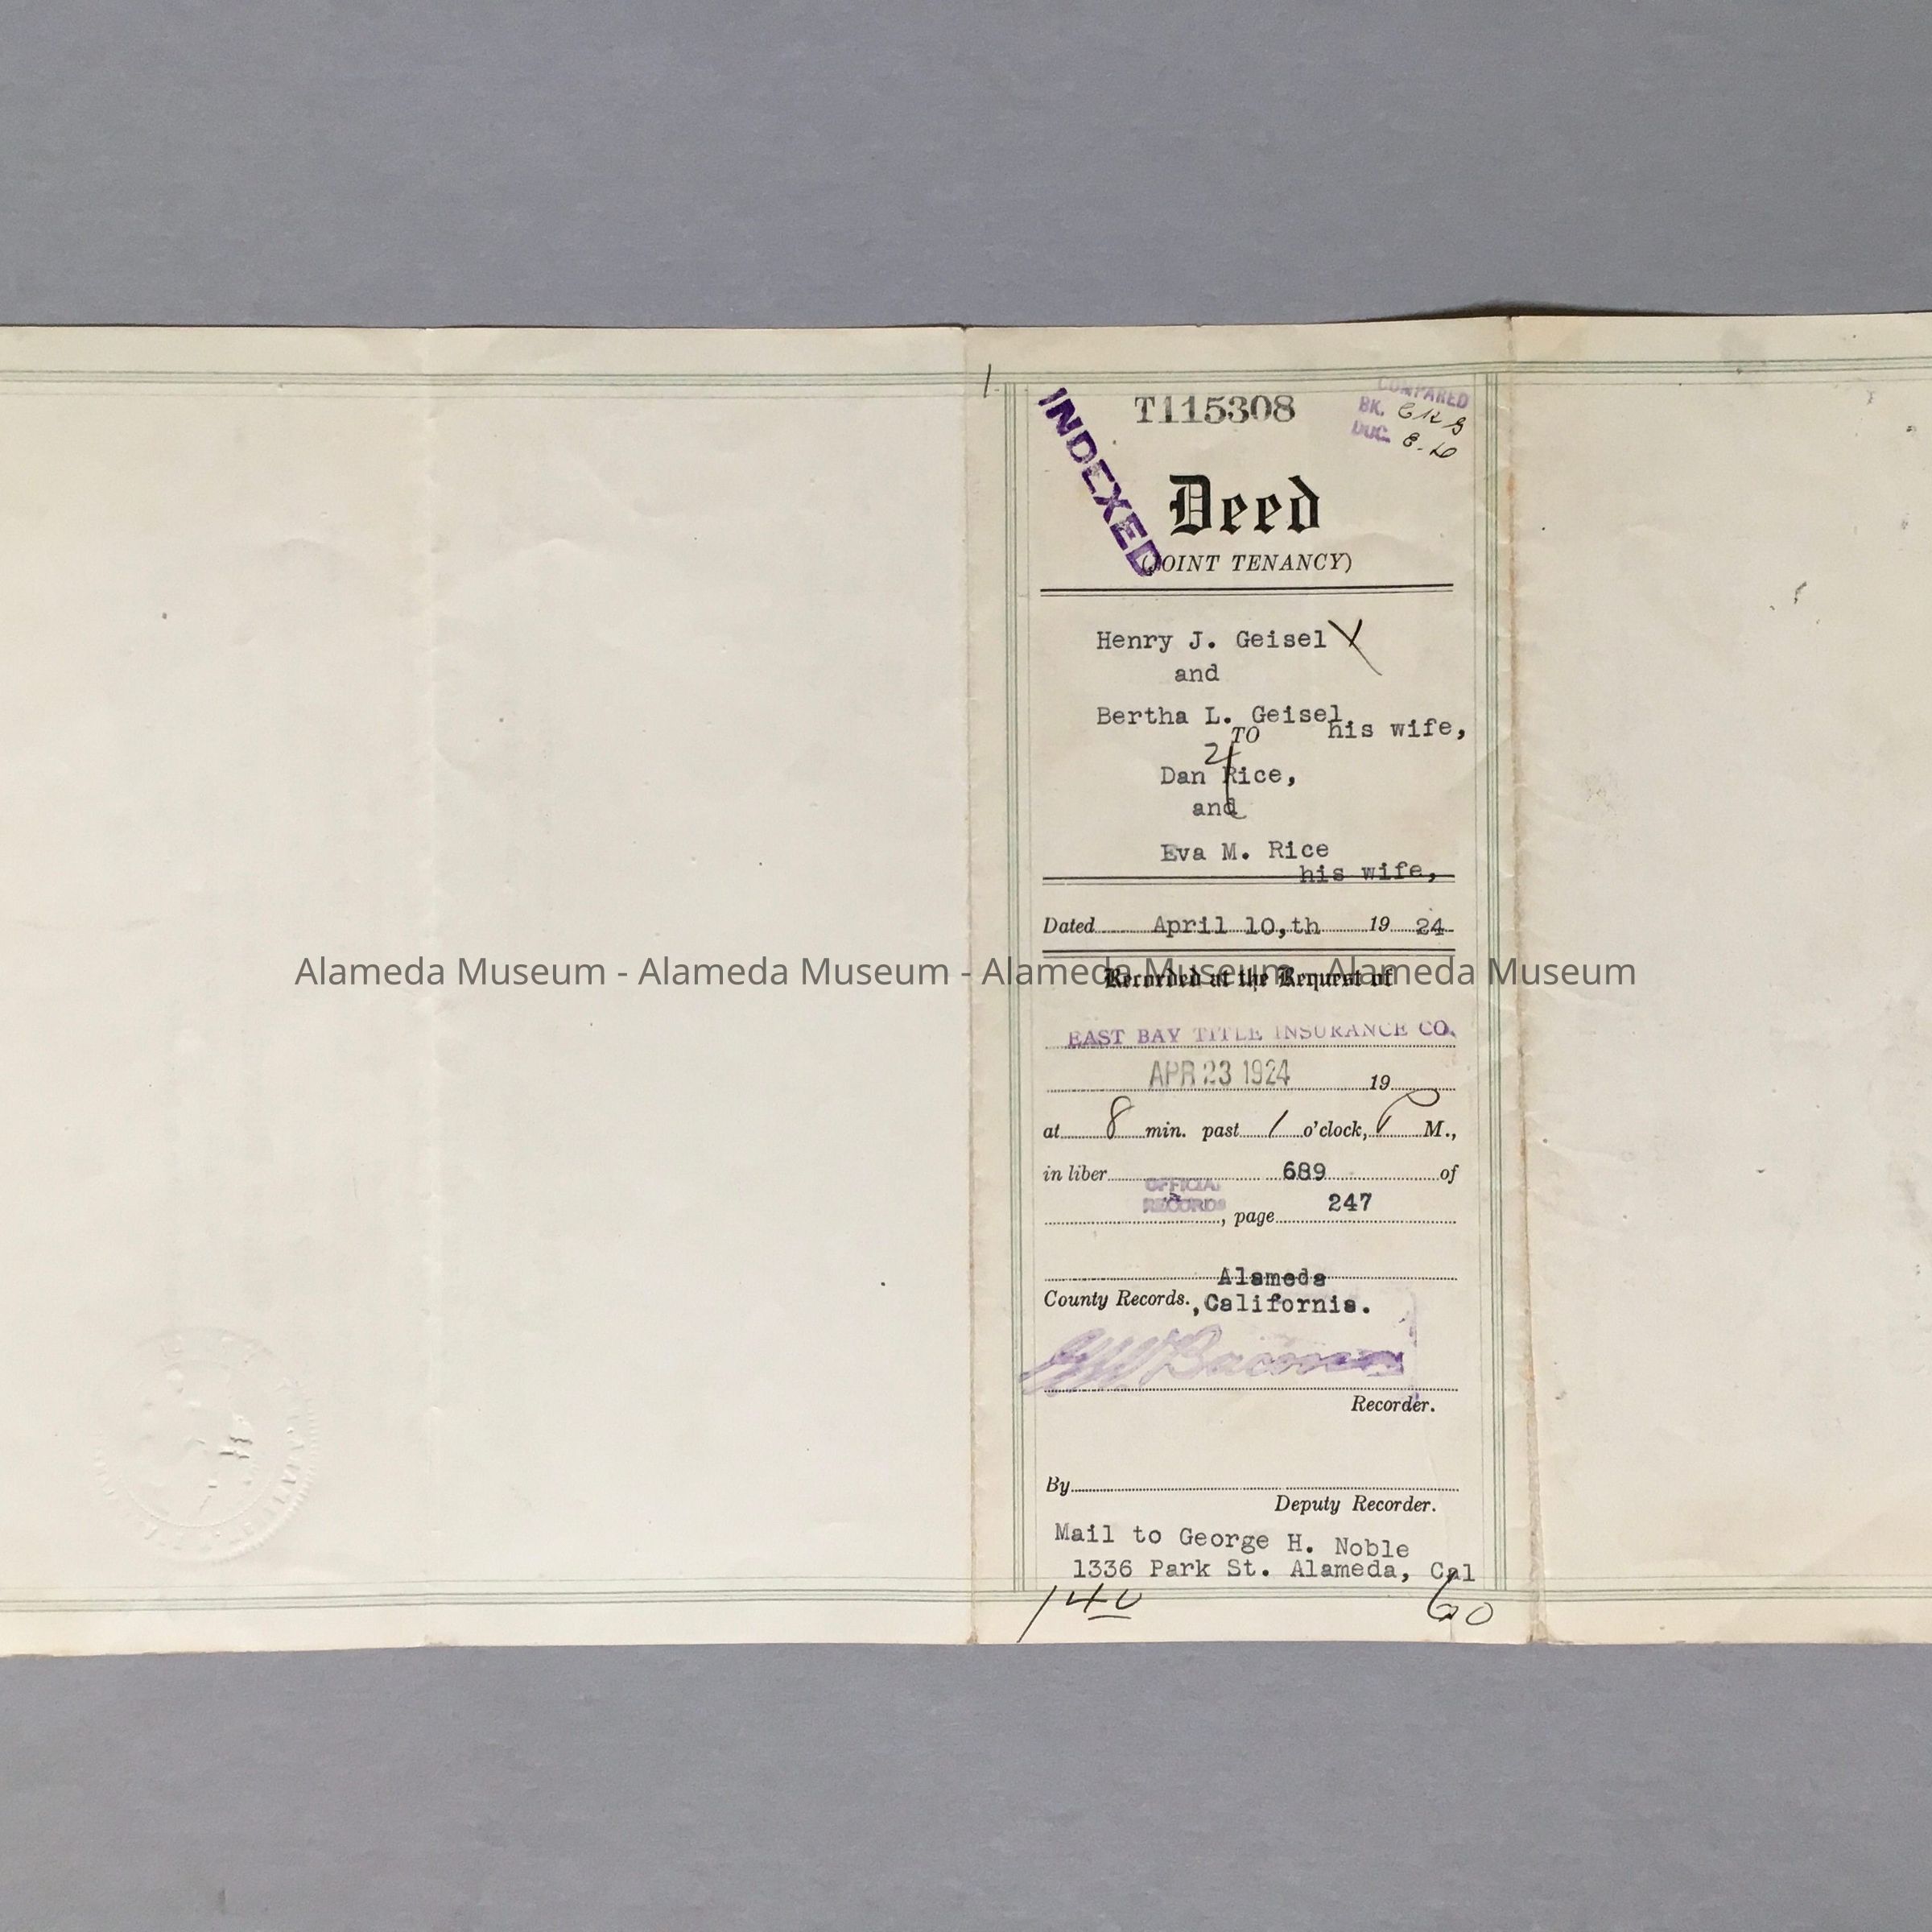 T115308
COMPARED
BK.
DOC.
INDEXED
Deed
(JOINT TENANCY)
Henry J. Geisel
and
Bertha L. Geisel
his wife,
TO
Dan Rice,
and
Eva M. Rice
his wife,
Dated April 10,th 19 24
Alameda Museum - Alameda Museum - Alameda Museum - Alameda Museum
Recorded at the Request of
EAST BAY TITLE INSURANCE CO.
APR 23 1924 19
at 8 min. past 1 o'clock, P M.,
in liber 689 of
OFFICIAL
RECORDS, page 247
Alameda
County Records., California.
Recorder.
By
Deputy Recorder.
Mail to George H. Noble
1336 Park St. Alameda, Cal
140 60